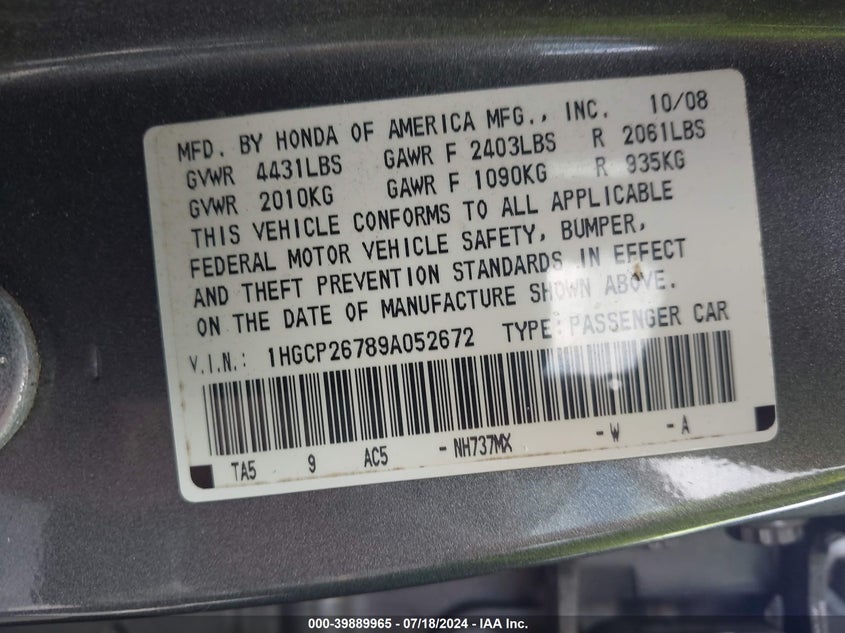 MFD. BY HONDA OF AMERICA MFG., INC. 10/08
GVWR 4431LBS GAWR F 2403LBS R 2061LBS
GVWR 2010KG GAWR F 1090KG R 935KG
THIS VEHICLE CONFORMS TO ALL APPLICABLE
FEDERAL MOTOR VEHICLE SAFETY, BUMPER,
AND THEFT PREVENTION STANDARDS IN EFFECT
ON THE DATE OF MANUFACTURE SHOWN ABOVE.
V.I.N.: 1HGCP26789A052672 TYPE:PASSENGER CAR
TA5 9 AC5 -NH737MX -W -A
000-39889965 - 07/18/2024 - IAA Inc.